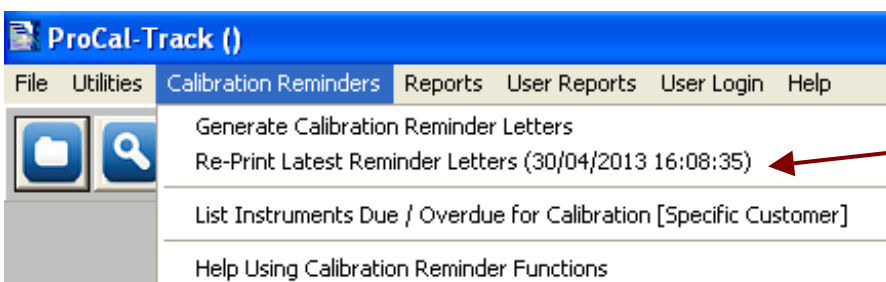 ProCal-Track ()
File Utilities Calibration Reminders Reports User Reports User Login Help
Generate Calibration Reminder Letters
Re-Print Latest Reminder Letters (30/04/2013 16:08:35)
List Instruments Due / Overdue for Calibration [Specific Customer]
Help Using Calibration Reminder Functions